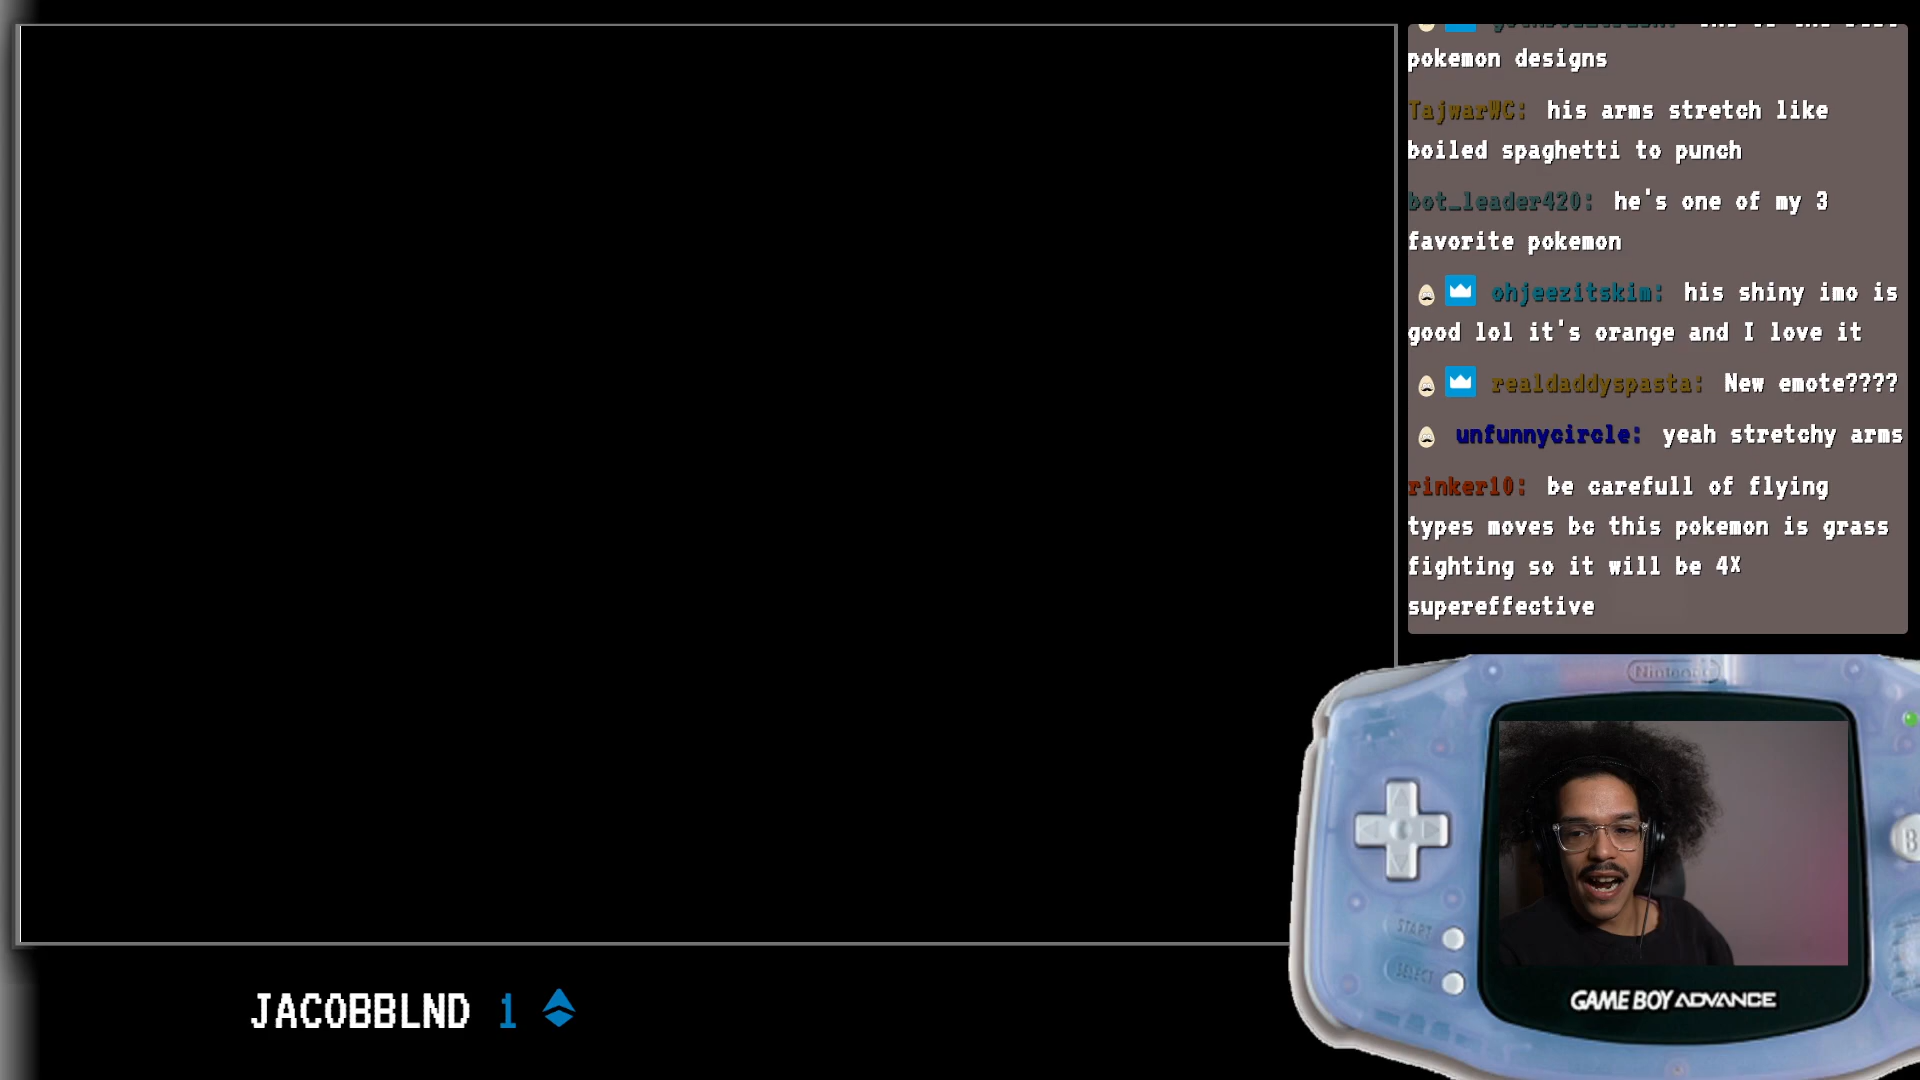 pokemon designs
TajwarWC: his arms stretch like
boiled spaghetti to punch
bot_leader420: he's one of my 3
favorite pokemon
ohjeezitskim: his shiny imo is
good lol it's orange and I love it
realdaddyspasta: New emote????
unfunnycircle: yeah stretchy arms
rinker10: be carefull of flying
types moves bc this pokemon is grass
fighting so it will be 4X
supereffective
Nintendo
B
START
SELECT
GAME BOY ADVANCE
JACOBBLND 1